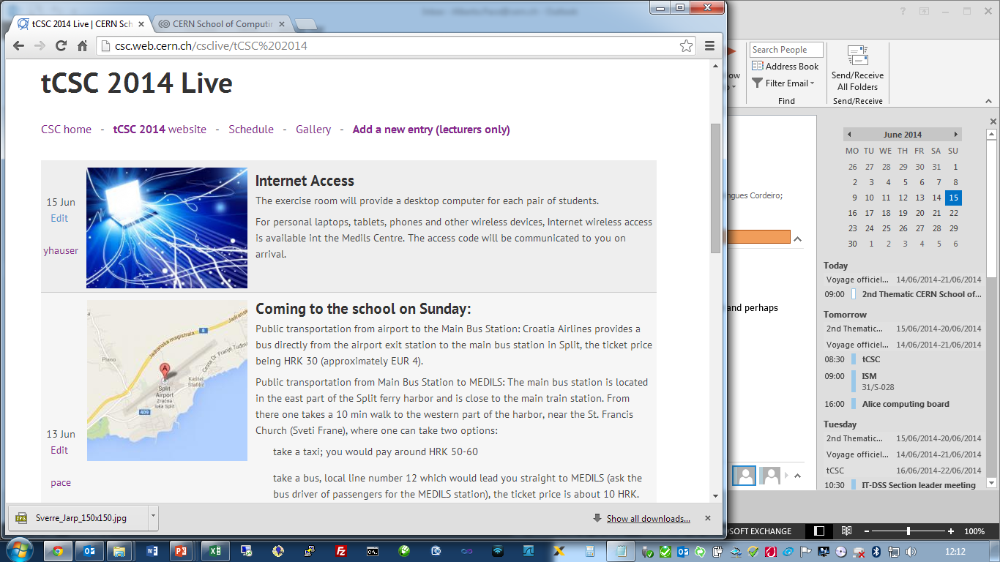 tCSC 2014 Live | CERN Sch
CERN School of Computin
csc.web.cern.ch/csclive/tCSC%202014
tCSC 2014 Live
CSC home - tCSC 2014 website - Schedule - Gallery - Add a new entry (lecturers only)
15 Jun
Edit
yhauser
Internet Access
The exercise room will provide a desktop computer for each pair of students.
For personal laptops, tablets, phones and other wireless devices, Internet wireless access
is available int the Medils Centre. The access code will be communicated to you on
arrival.
13 Jun
Edit
pace
Jadranska magistrala
Jadran
8
Plano
Cesta Dr. Franje Tuđm
Kaštel
Štafilić
A
Split
Airport
Zračna
luka Split
409
Coming to the school on Sunday:
Public transportation from airport to the Main Bus Station: Croatia Airlines provides a
bus directly from the airport exit station to the main bus station in Split, the ticket price
being HRK 30 (approximately EUR 4).
Public transportation from Main Bus Station to MEDILS: The main bus station is located
in the east part of the Split ferry harbor and is close to the main train station. From
there one takes a 10 min walk to the western part of the harbor, near the St. Francis
Church (Sveti Frane), where one can take two options:
take a taxi; you would pay around HRK 50-60
take a bus, local line number 12 which would lead you straight to MEDILS (ask the
bus driver of passengers for the MEDILS station), the ticket price is about 10 HRK.
Sverre_Jarp_150x150.jpg
Show all downloads...
ow
Search People
Address Book
Filter Email
Find
Send/Receive
All Folders
Send/Receive
ngues Cordeiro;
and perhaps
June 2014
MO TU WE TH FR SA SU
26 27 28 29 30 31 1
2 3 4 5 6 7 8
9 10 11 12 13 14 15
16 17 18 19 20 21 22
23 24 25 26 27 28 29
30 1 2 3 4 5 6
Today
Voyage officiel... 14/06/2014-21/06/2014
09:00 2nd Thematic CERN School of...
Tomorrow
2nd Thematic... 15/06/2014-20/06/2014
Voyage officiel... 14/06/2014-21/06/2014
08:30 tCSC
09:00 ISM
31/S-028
16:00 Alice computing board
Tuesday
2nd Thematic... 15/06/2014-20/06/2014
Voyage officiel... 14/06/2014-21/06/2014
tCSC 16/06/2014-22/06/2014
10:30 IT-DSS Section leader meeting
OSOFT EXCHANGE
100%
12:12